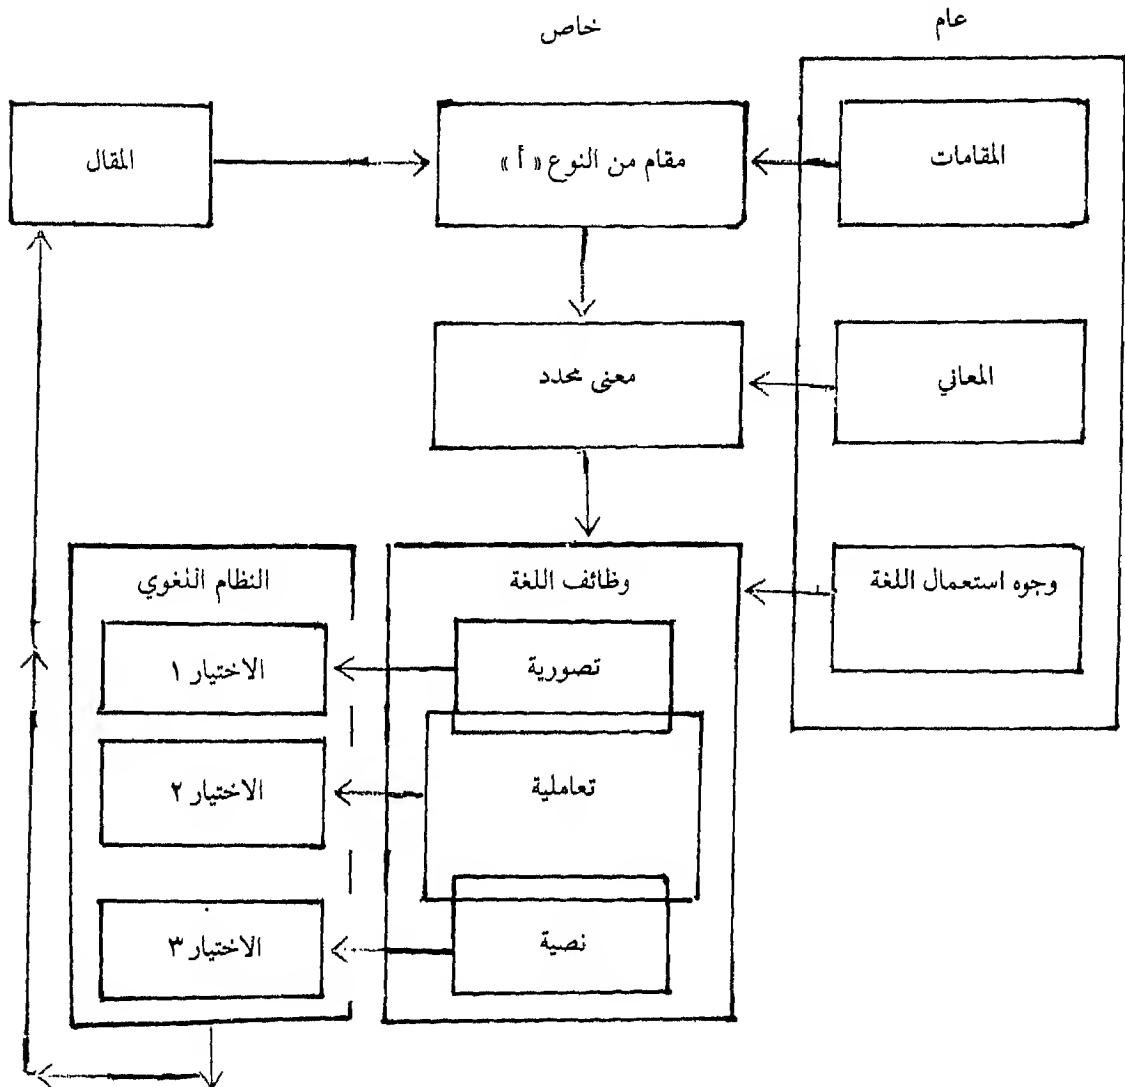 عام
خاص
المقامات
مقام من النوع « أ »
المقال
المعاني
معنى محدد
وجوه استعمال اللغة
وظائف اللغة
النظام اللغوي
تصورية
الاختيار ١
تعاملية
الاختيار ٢
نصية
الاختيار ٣